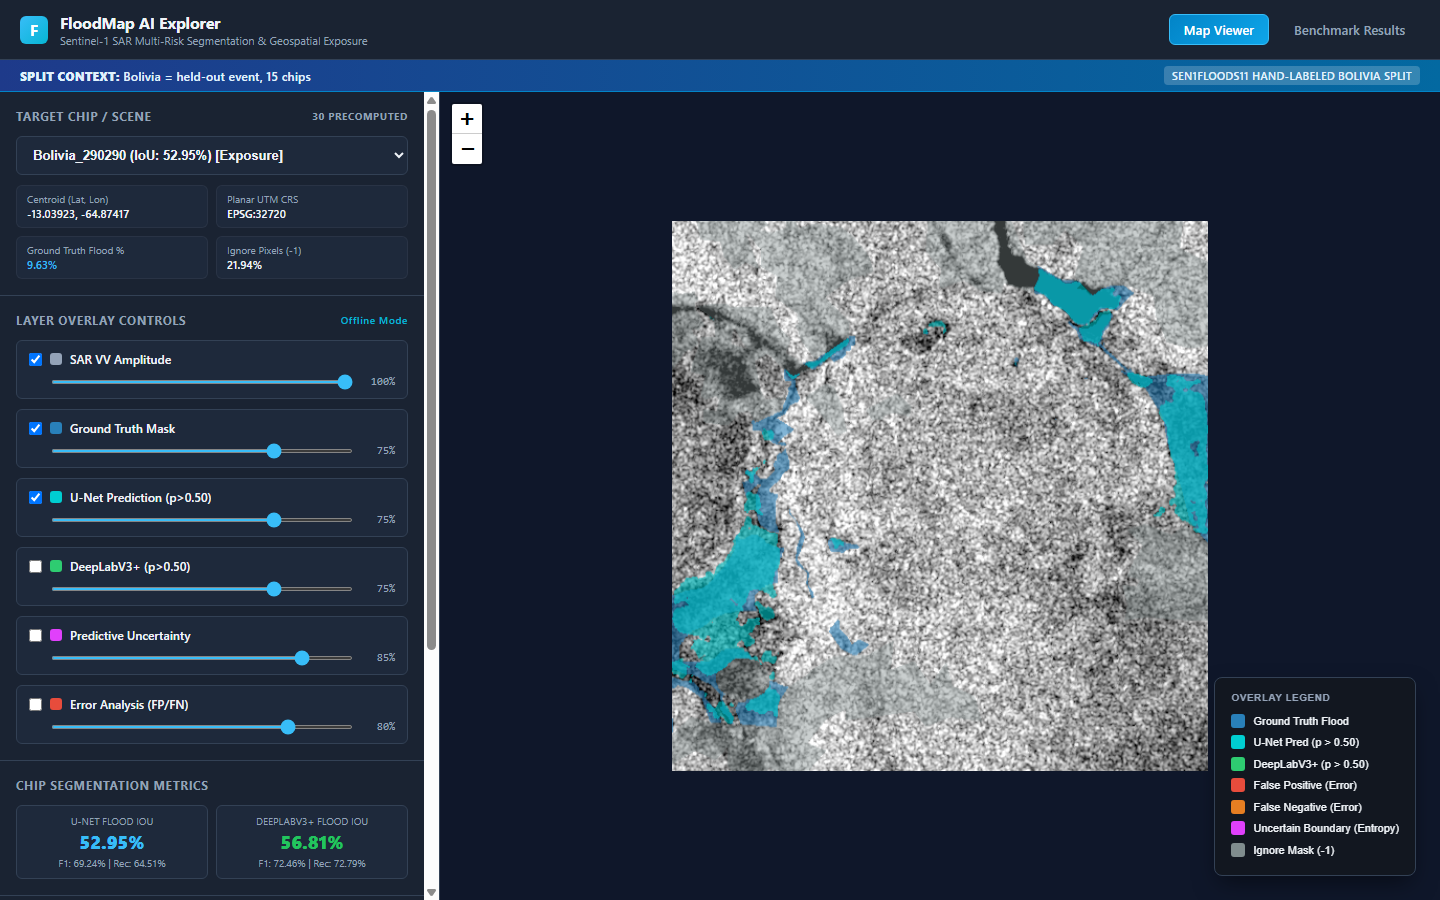 F
FloodMap AI Explorer
Sentinel-1 SAR Multi-Risk Segmentation & Geospatial Exposure
Map Viewer
Benchmark Results
SPLIT CONTEXT: Bolivia = held-out event, 15 chips
SEN1FLOODS11 HAND-LABELED BOLIVIA SPLIT
TARGET CHIP / SCENE
30 PRECOMPUTED
Bolivia_290290 (IoU: 52.95%) [Exposure]
Centroid (Lat, Lon)
-13.03923, -64.87417
Planar UTM CRS
EPSG:32720
Ground Truth Flood %
9.63%
Ignore Pixels (-1)
21.94%
LAYER OVERLAY CONTROLS
Offline Mode
SAR VV Amplitude
100%
Ground Truth Mask
75%
U-Net Prediction (p>0.50)
75%
DeepLabV3+ (p>0.50)
75%
Predictive Uncertainty
85%
Error Analysis (FP/FN)
80%
CHIP SEGMENTATION METRICS
U-NET FLOOD IOU
52.95%
F1: 69.24% | Rec: 64.51%
DEEPLABV3+ FLOOD IOU
56.81%
F1: 72.46% | Rec: 72.79%
+
−
OVERLAY LEGEND
Ground Truth Flood
U-Net Pred (p > 0.50)
DeepLabV3+ (p > 0.50)
False Positive (Error)
False Negative (Error)
Uncertain Boundary (Entropy)
Ignore Mask (-1)